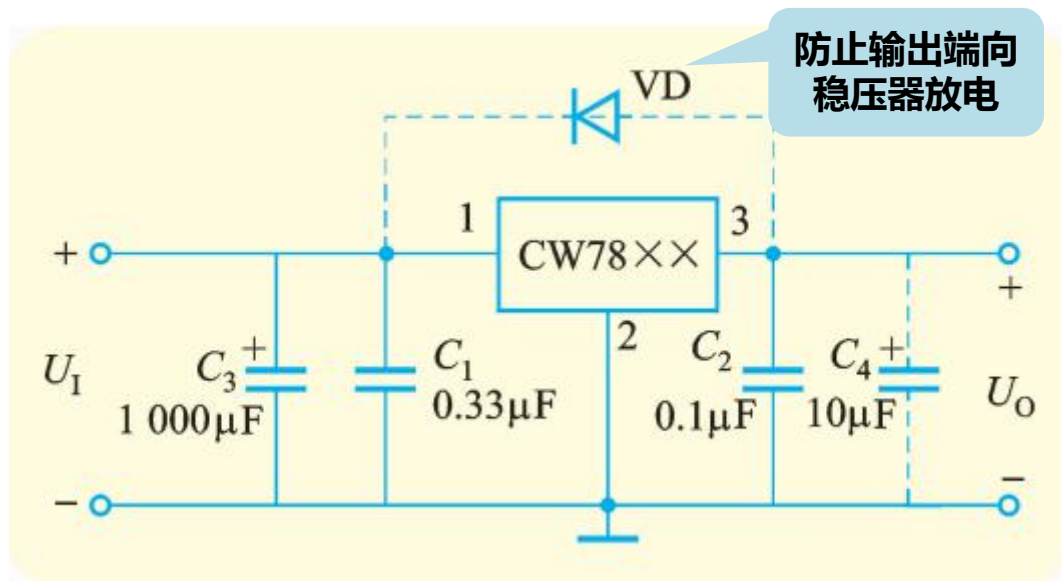 防止输出端向
稳压器放电
VD
1
CW78××
3
+
+
2
U_I
C_3
+
1 000μF
C_1
0.33μF
C_2
0.1μF
C_4
+
10μF
U_O
−
−